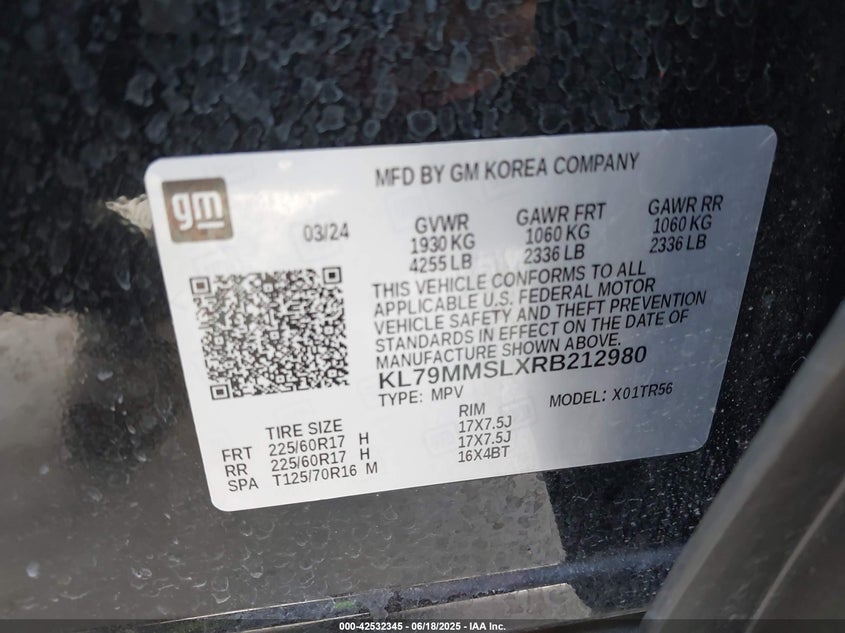 MFD BY GM KOREA COMPANY
gm
03/24
GVWR GAWR FRT GAWR RR
1930 KG 1060 KG 1060 KG
4255 LB 2336 LB 2336 LB
THIS VEHICLE CONFORMS TO ALL
APPLICABLE U.S. FEDERAL MOTOR
VEHICLE SAFETY AND THEFT PREVENTION
STANDARDS IN EFFECT ON THE DATE OF
MANUFACTURE SHOWN ABOVE.
KL79MMSLXRB212980
TYPE: MPV MODEL: X01TR56
TIRE SIZE RIM
FRT 225/60R17 H 17X7.5J
RR 225/60R17 H 17X7.5J
SPA T125/70R16 M 16X4BT
000-42532345 - 06/18/2025 - IAA Inc.